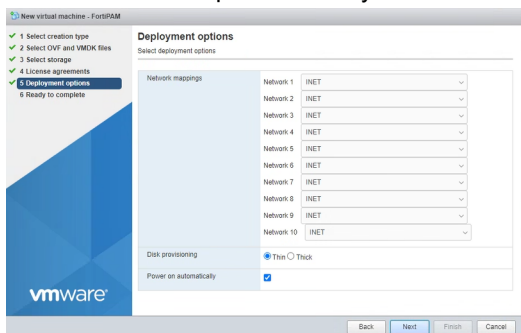 New virtual machine - FortiPAM
1 Select creation type
2 Select OVF and VMDK files
3 Select storage
4 License agreements
5 Deployment options
6 Ready to complete
vmware®
Deployment options
Select deployment options
Network mappings
Network 1 INET
Network 2 INET
Network 3 INET
Network 4 INET
Network 5 INET
Network 6 INET
Network 7 INET
Network 8 INET
Network 9 INET
Network 10 INET
Disk provisioning Thin Thick
Power on automatically
Back Next Finish Cancel